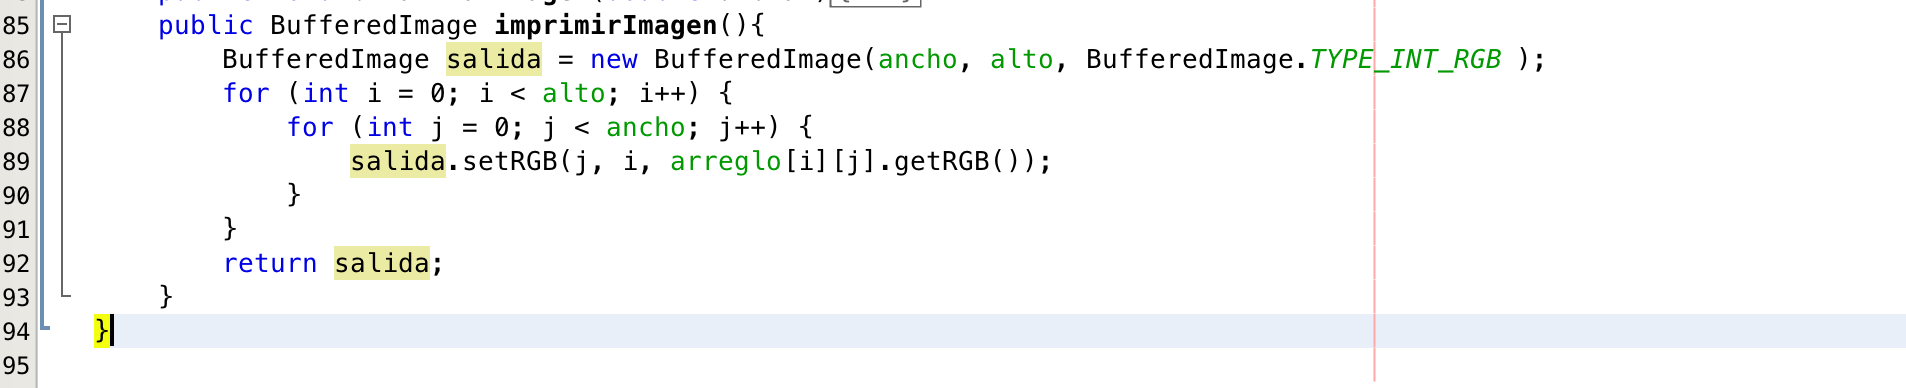 85 public BufferedImage imprimirImagen(){
86 BufferedImage salida = new BufferedImage(ancho, alto, BufferedImage.TYPE_INT_RGB );
87 for (int i = 0; i < alto; i++) {
88 for (int j = 0; j < ancho; j++) {
89 salida.setRGB(j, i, arreglo[i][j].getRGB());
90 }
91 }
92 return salida;
93 }
94 }
95